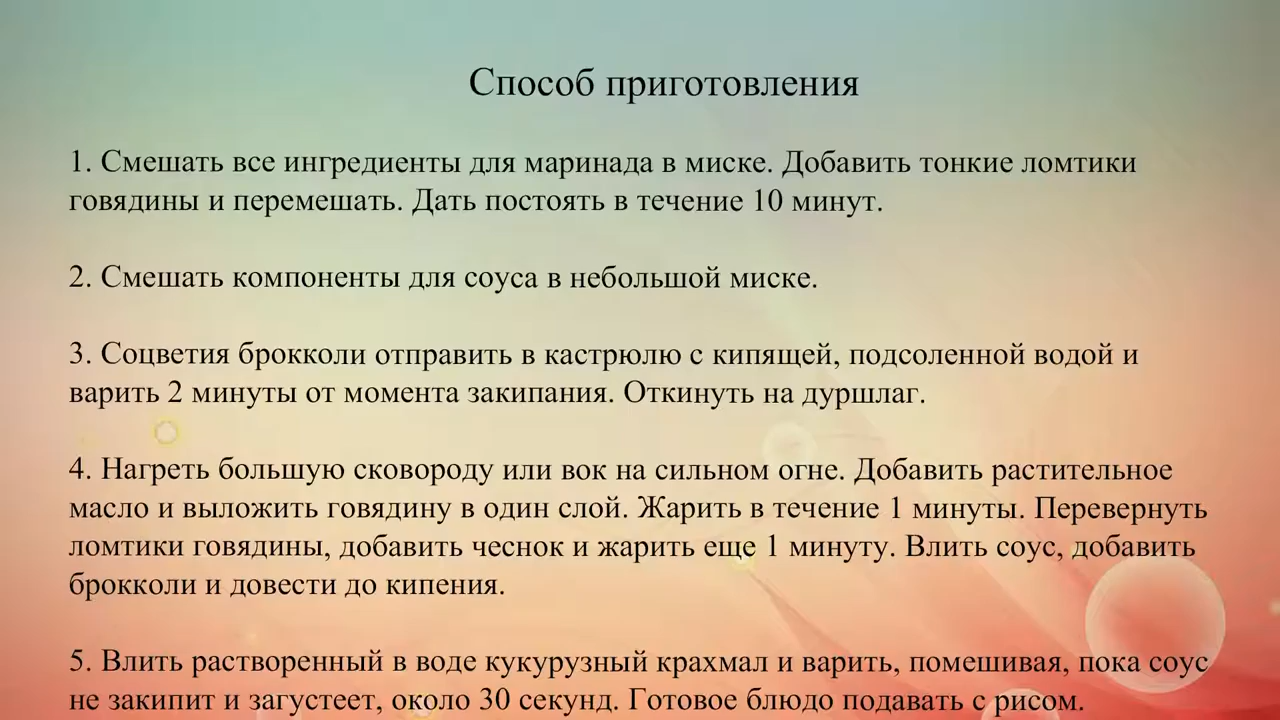 Способ приготовления
1. Смешать все ингредиенты для маринада в миске. Добавить тонкие ломтики
говядины и перемешать. Дать постоять в течение 10 минут.
2. Смешать компоненты для соуса в небольшой миске.
3. Соцветия брокколи отправить в кастрюлю с кипящей, подсоленной водой и
варить 2 минуты от момента закипания. Откинуть на дуршлаг.
4. Нагреть большую сковороду или вок на сильном огне. Добавить растительное
масло и выложить говядину в один слой. Жарить в течение 1 минуты. Перевернуть
ломтики говядины, добавить чеснок и жарить еще 1 минуту. Влить соус, добавить
брокколи и довести до кипения.
5. Влить растворенный в воде кукурузный крахмал и варить, помешивая, пока соус
не закипит и загустеет, около 30 секунд. Готовое блюдо подавать с рисом.